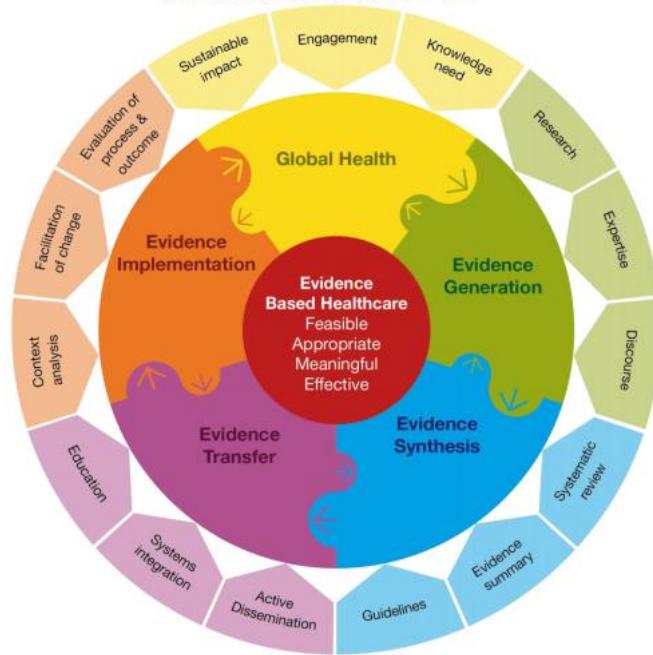 Engagement
Knowledge
need
Research
Expertise
Discourse
Systematic
review
Evidence
summary
Guidelines
Active
Dissemination
Systems
integration
Education
Context
analysis
Facilitation
of change
Evaluation of
process &
outcome
Sustainable
impact
Global Health
Evidence
Generation
Evidence
Synthesis
Evidence
Transfer
Evidence
Implementation
Evidence
Based Healthcare
Feasible
Appropriate
Meaningful
Effective